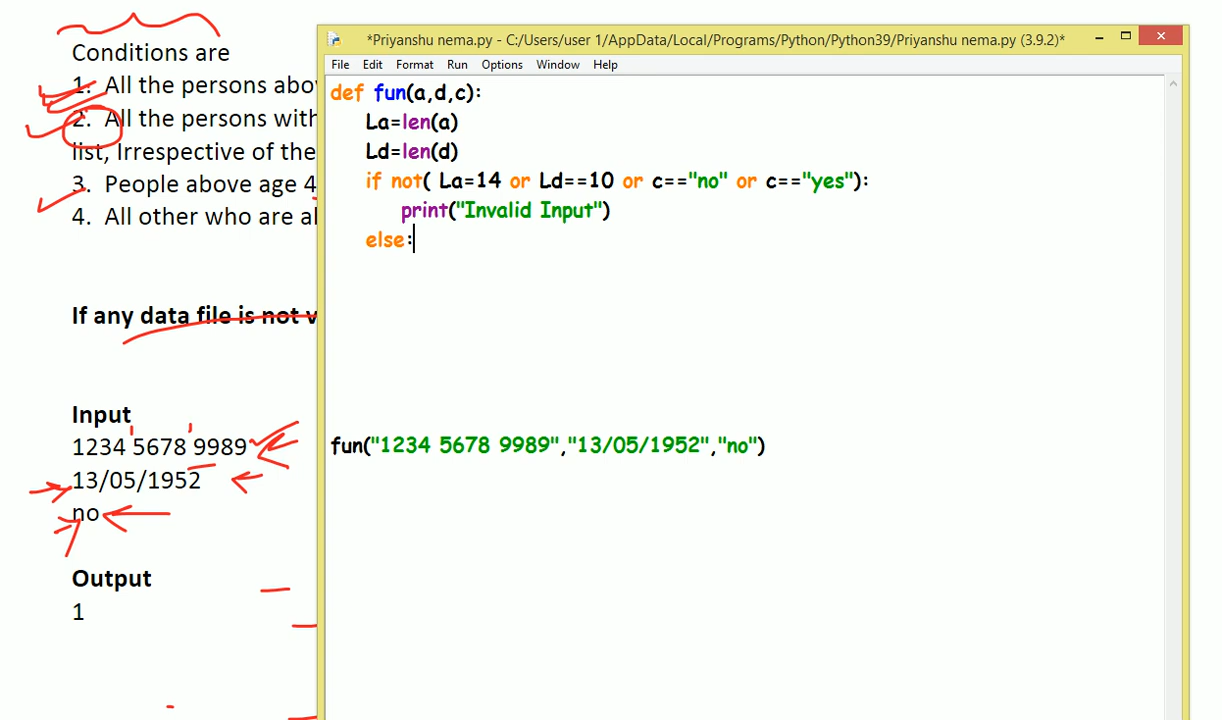 Conditions are
1. All the persons abo
2. All the persons with
list, Irrespective of the
3. People above age 4
4. All other who are al
If any data file is not v
Input
1234 5678 9989
13/05/1952
no
Output
1
*Priyanshu nema.py - C:/Users/user 1/AppData/Local/Programs/Python/Python39/Priyanshu nema.py (3.9.2)*
File Edit Format Run Options Window Help
def fun(a,d,c):
La=len(a)
Ld=len(d)
if not( La=14 or Ld==10 or c=="no" or c=="yes"):
print("Invalid Input")
else:
fun("1234 5678 9989","13/05/1952","no")